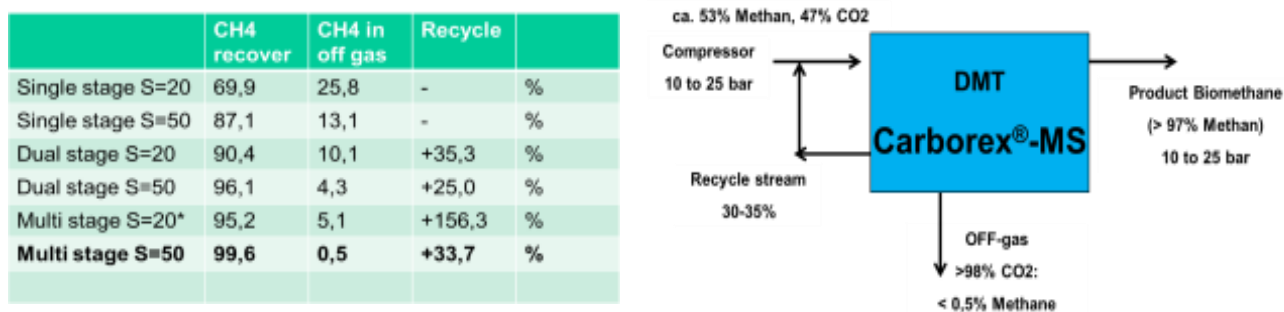 CH4 recover CH4 in off gas Recycle
Single stage S=20 69,9 25,8 - %
Single stage S=50 87,1 13,1 - %
Dual stage S=20 90,4 10,1 +35,3 %
Dual stage S=50 96,1 4,3 +25,0 %
Multi stage S=20* 95,2 5,1 +156,3 %
Multi stage S=50 99,6 0,5 +33,7 %
ca. 53% Methan, 47% CO2
Compressor
10 to 25 bar
DMT
Carborex®-MS
Product Biomethane
(> 97% Methan)
10 to 25 bar
Recycle stream
30-35%
OFF-gas
>98% CO2:
< 0,5% Methane